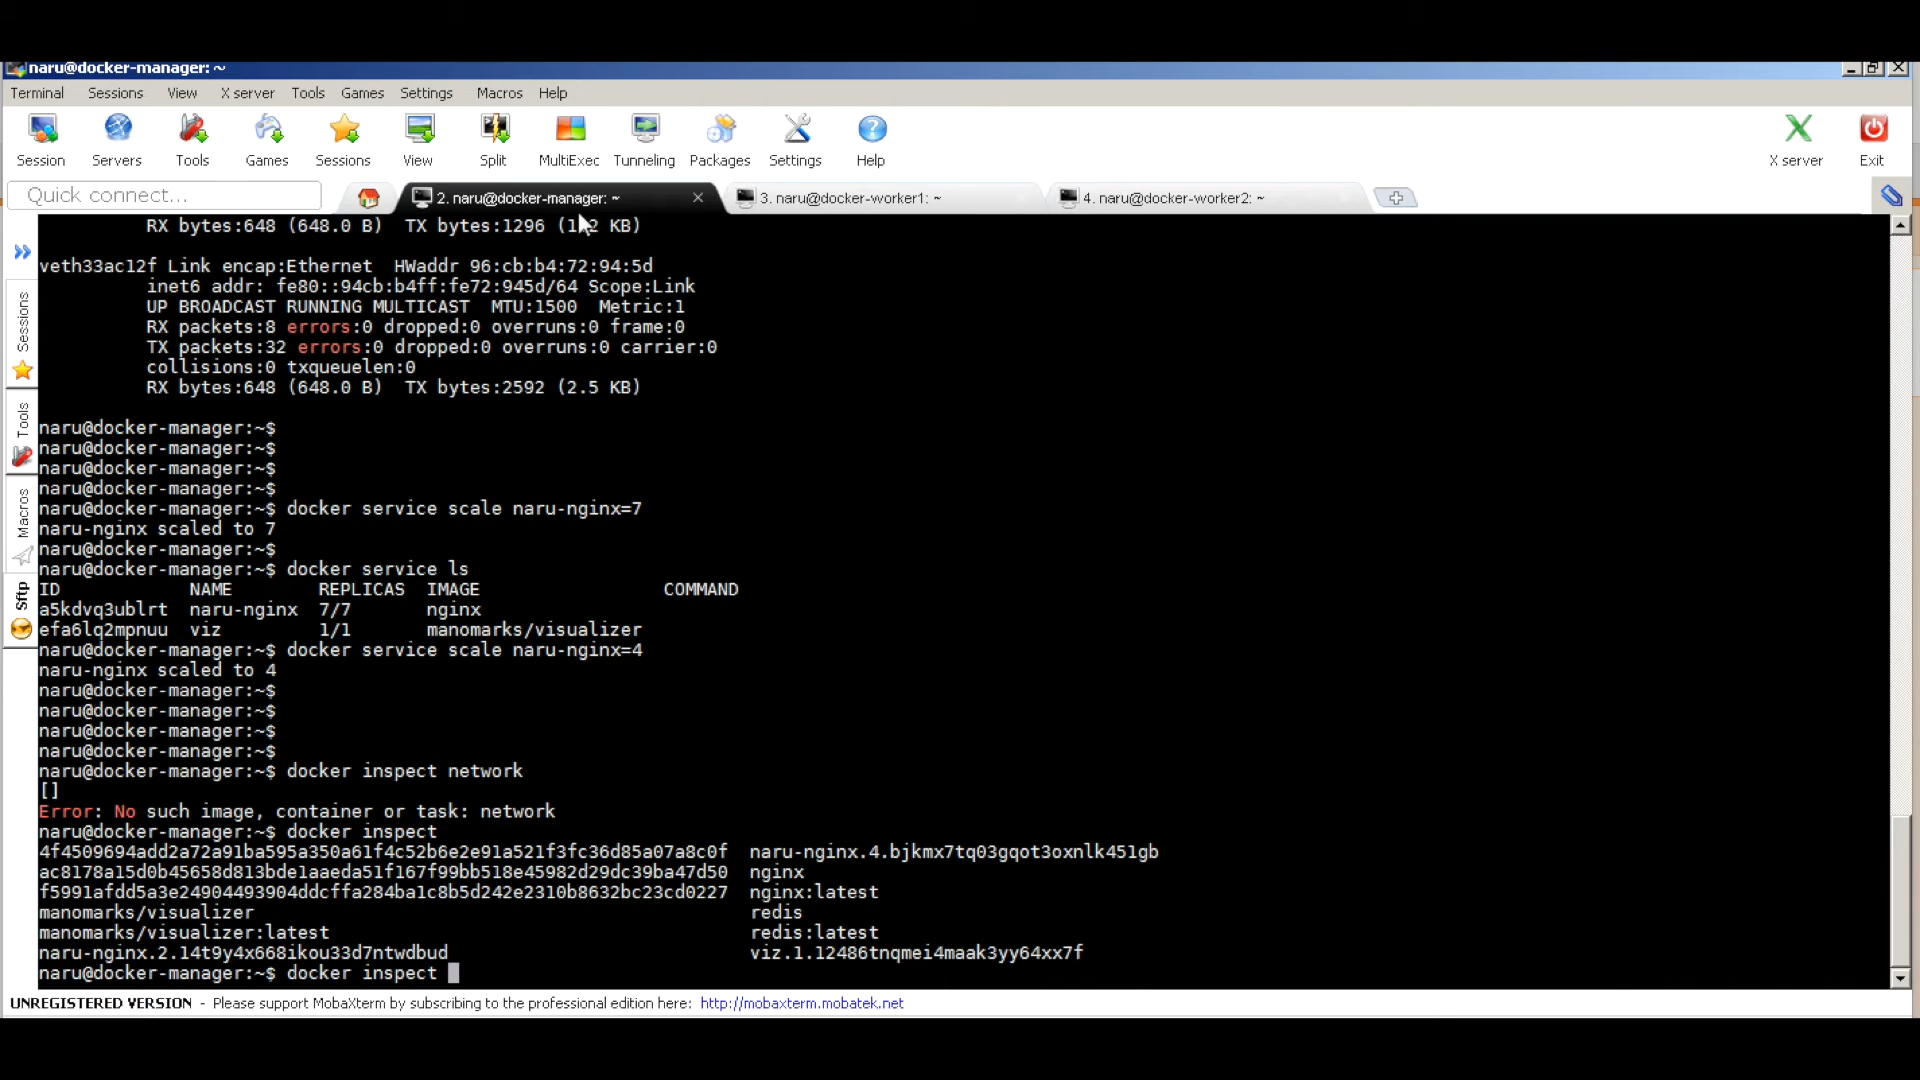 naru@docker-manager: ~
Terminal Sessions View X server Tools Games Settings Macros Help
Session Servers Tools Games Sessions View Split MultiExec Tunneling Packages Settings Help X server Exit
Quick connect... 2. naru@docker-manager: ~ 3. naru@docker-worker1: ~ 4. naru@docker-worker2: ~
Sessions
Tools
Macros
Sftp
RX bytes:648 (648.0 B)  TX bytes:1296 (1.2 KB)
veth33ac12f Link encap:Ethernet  HWaddr 96:cb:b4:72:94:5d
inet6 addr: fe80::94cb:b4ff:fe72:945d/64 Scope:Link
UP BROADCAST RUNNING MULTICAST  MTU:1500  Metric:1
RX packets:8 errors:0 dropped:0 overruns:0 frame:0
TX packets:32 errors:0 dropped:0 overruns:0 carrier:0
collisions:0 txqueuelen:0
RX bytes:648 (648.0 B)  TX bytes:2592 (2.5 KB)
naru@docker-manager:~$
naru@docker-manager:~$
naru@docker-manager:~$
naru@docker-manager:~$
naru@docker-manager:~$ docker service scale naru-nginx=7
naru-nginx scaled to 7
naru@docker-manager:~$
naru@docker-manager:~$ docker service ls
ID NAME REPLICAS IMAGE COMMAND
a5kdvq3ublrt naru-nginx 7/7 nginx
efa6lq2mpnuu viz 1/1 manomarks/visualizer
naru@docker-manager:~$ docker service scale naru-nginx=4
naru-nginx scaled to 4
naru@docker-manager:~$
naru@docker-manager:~$
naru@docker-manager:~$
naru@docker-manager:~$
naru@docker-manager:~$ docker inspect network
[]
Error: No such image, container or task: network
naru@docker-manager:~$ docker inspect
4f4509694add2a72a91ba595a350a61f4c52b6e2e91a521f3fc36d85a07a8c0f naru-nginx.4.bjkmx7tq03gqot3oxnlk451gb
ac8178a15d0b45658d813bde1aaeda51f167f99bb518e45982d29dc39ba47d50 nginx
f5991afdd5a3e24904493904ddcffa284ba1c8b5d242e2310b8632bc23cd0227 nginx:latest
manomarks/visualizer redis
manomarks/visualizer:latest redis:latest
naru-nginx.2.14t9y4x668ikou33d7ntwdbud viz.1.12486tnqmei4maak3yy64xx7f
naru@docker-manager:~$ docker inspect
UNREGISTERED VERSION - Please support MobaXterm by subscribing to the professional edition here: http://mobaxterm.mobatek.net